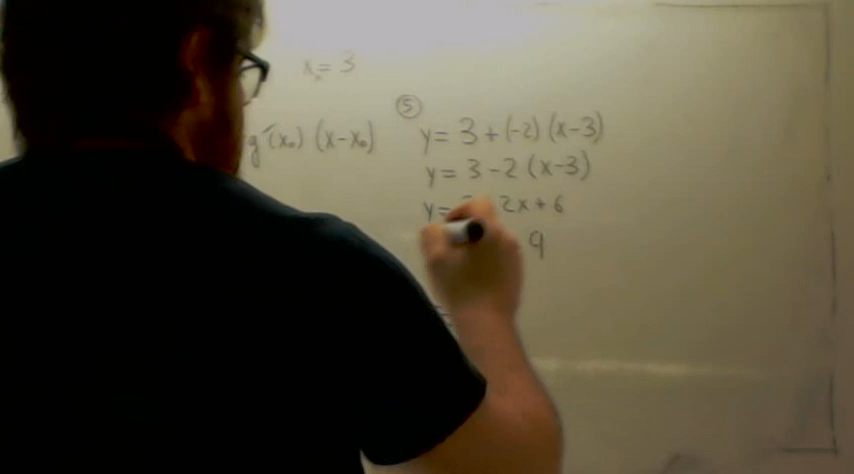 x₀ = 3
g'(x₀) (x-x₀)
⑤
y = 3 + (-2) (x-3)
y = 3 - 2 (x-3)
y = 2x + 6
9